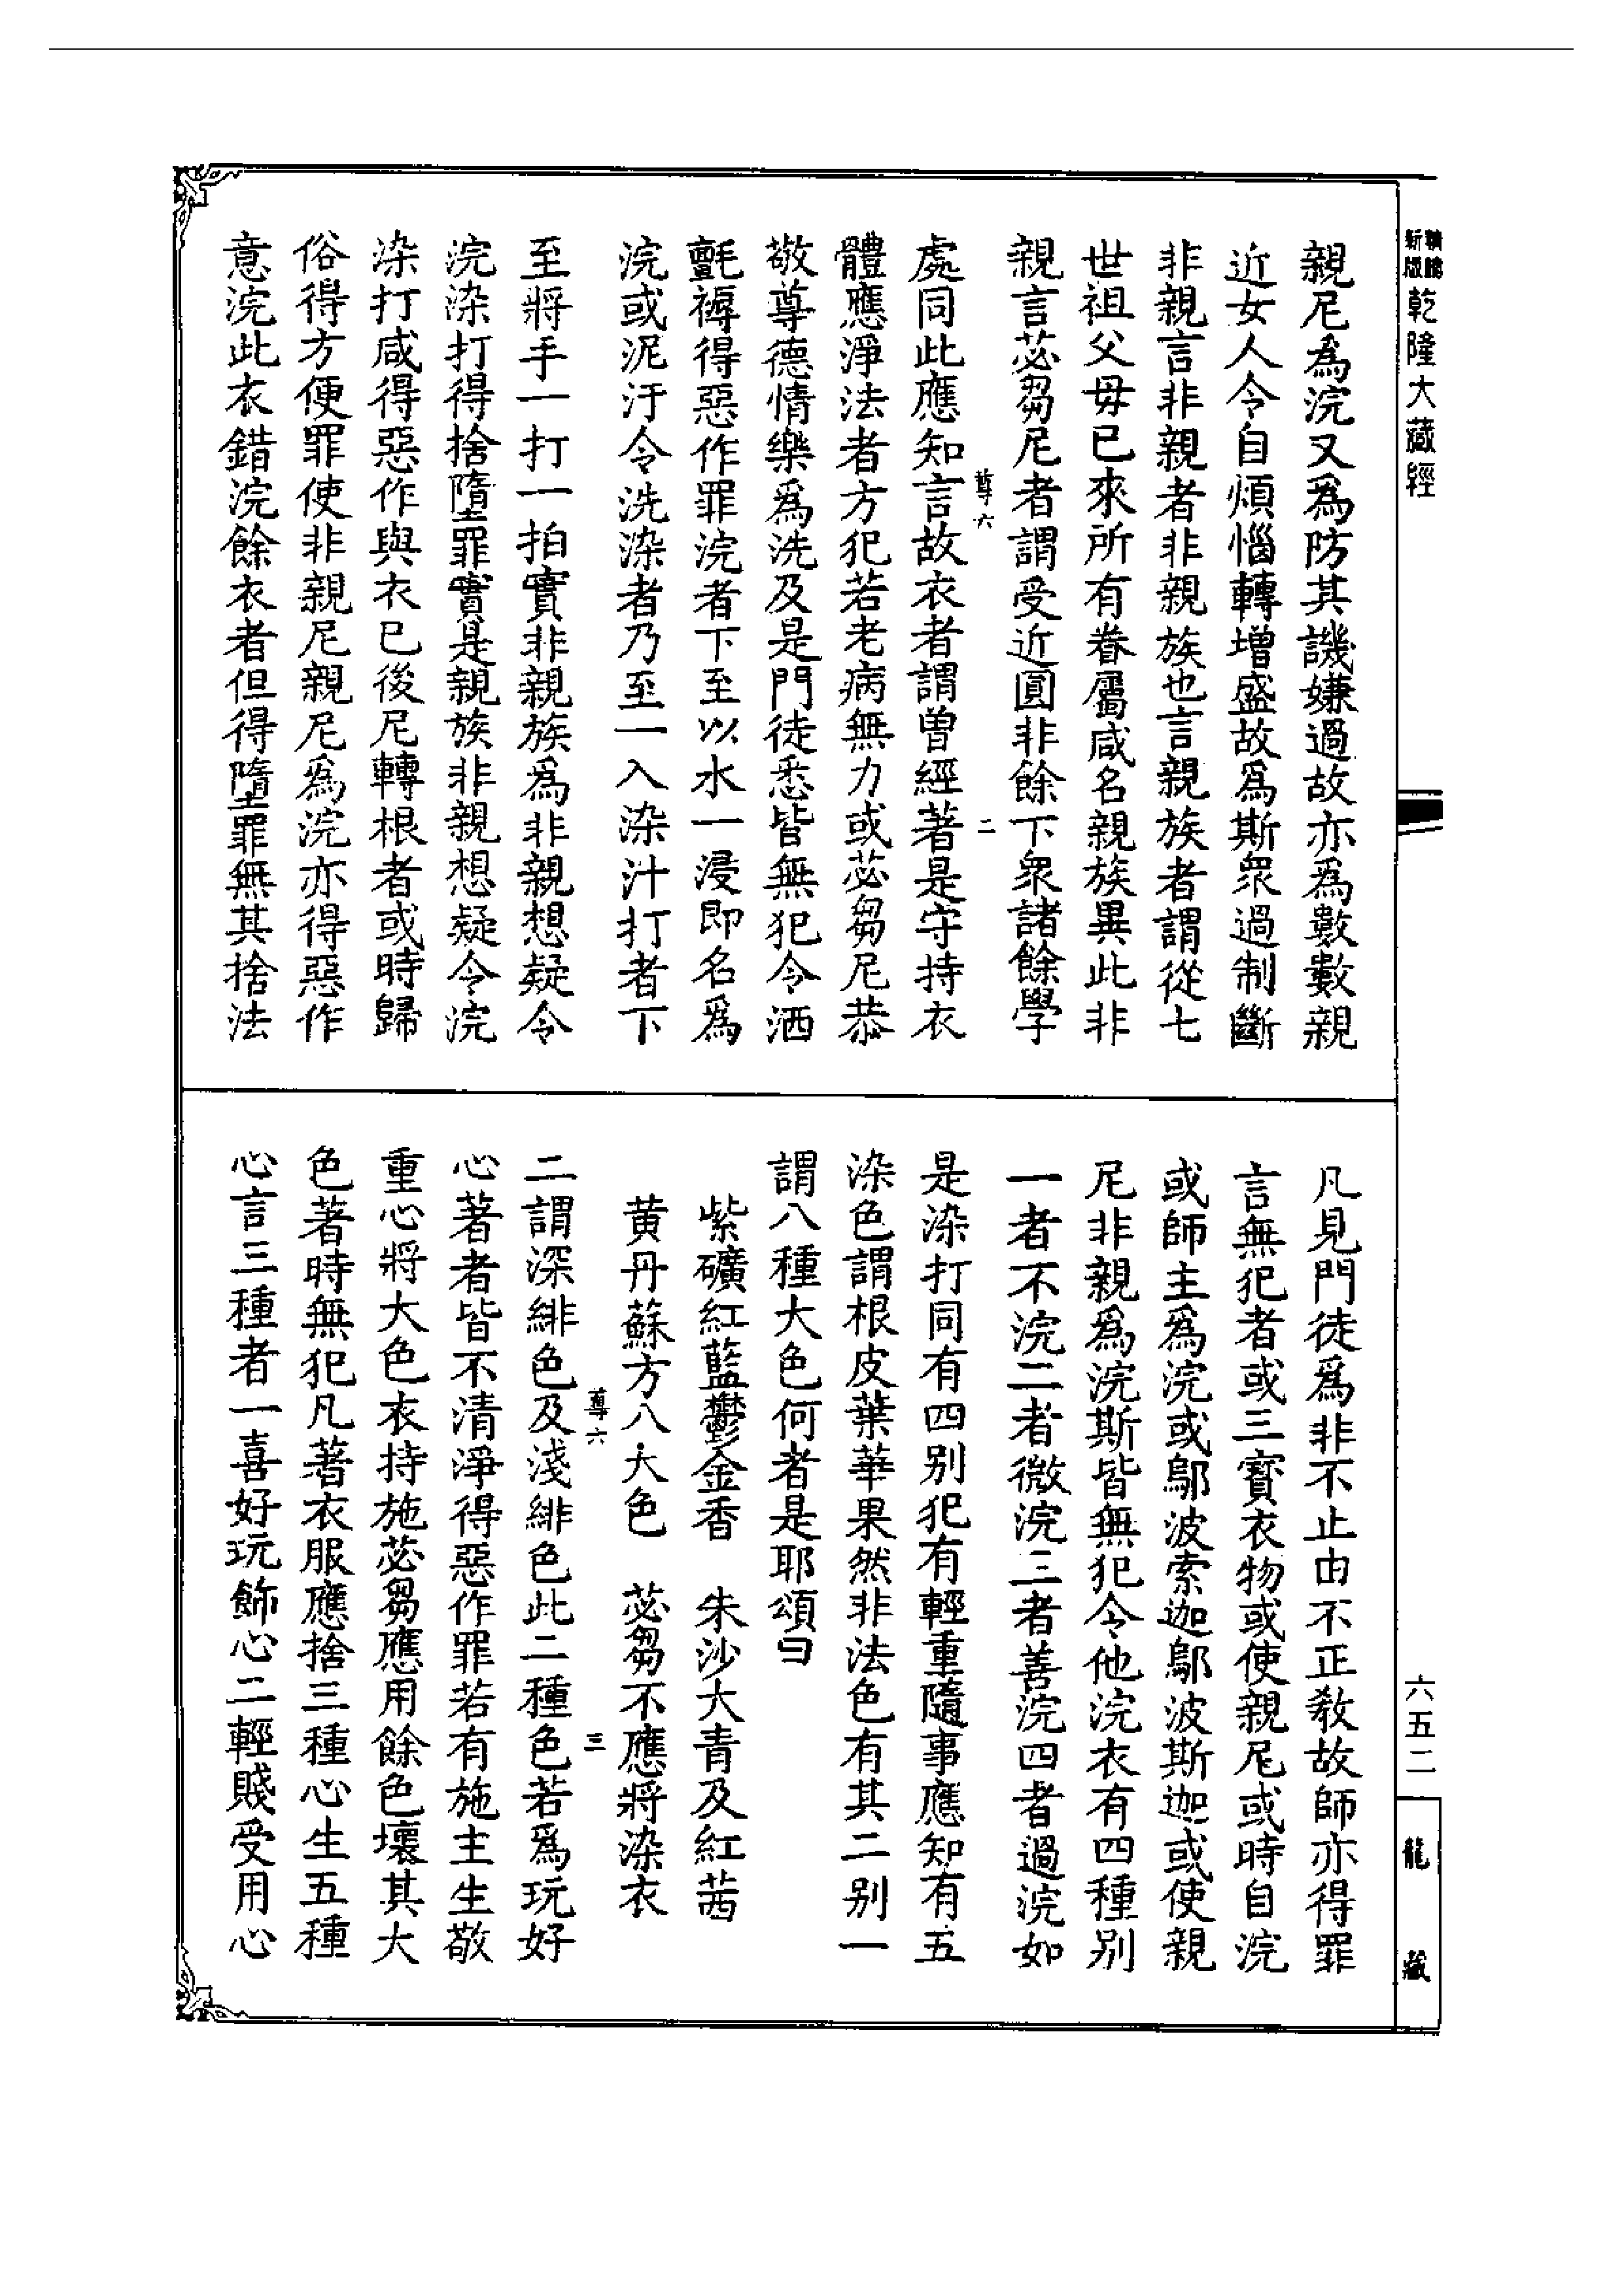 乾隆大藏經
親尼為浣又為防其譏嫌過故亦為數數親
近女人令自煩惱轉增盛故為斯眾過制斷
非親言非親者非親族也言親族者謂從七
世祖父母已來所有眷屬咸名親族異此非
親言苾芻尼者謂受近圓非餘下眾諸餘學
尊六
二
處同此應知言故衣者謂曾經著是守持衣
體應淨法者方犯若老病無力或苾芻尼恭
敬尊德情樂為洗及是門徒悉皆無犯令洒
氈褥得惡作罪浣者下至以水一浸即名為
浣或泥汙令洗染者乃至一入染汁打者下
至將手一打一拍實非親族為非親想疑令
浣染打得捨墮罪實是親族非親想疑令浣
染打咸得惡作與衣已後尼轉根者或時歸
俗得方便罪使非親尼親尼為浣亦得惡作
意浣此衣錯浣餘衣者但得墮罪無其捨法
凡見門徒為非不止由不正教故師亦得罪
言無犯者或三寶衣物或使親尼或時自浣
或師主為浣或鄔波索迦鄔波斯迦或使親
尼非親為浣斯皆無犯令他浣衣有四種別
一者不浣二者微浣三者善浣四者過浣如
是染打同有四別犯有輕重隨事應知有五
染色謂根皮葉華果然非法色有其二別一
謂八種大色何者是耶頌曰
紫礦紅藍鬱金香　朱沙大青及紅茜
黃丹蘇方八大色　苾芻不應將染衣
尊六
三
二謂深緋色及淺緋色此二種色若為玩好
心著者皆不清淨得惡作罪若有施主生敬
重心將大色衣持施苾芻應用餘色壞其大
色著時無犯凡著衣服應捨三種心生五種
心言三種者一喜好玩飾心二輕賤受用心
六五二
龍藏